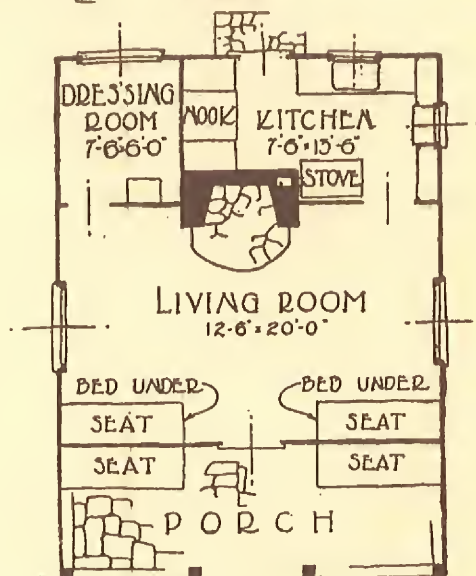 DRESSING
ROOM
7'-6"×6'-0"
NOOK
KITCHEN
7'-6"×13'-6"
STOVE
LIVING ROOM
12'-6"×20'-0"
BED UNDER
BED UNDER
SEAT
SEAT
SEAT
SEAT
PORCH